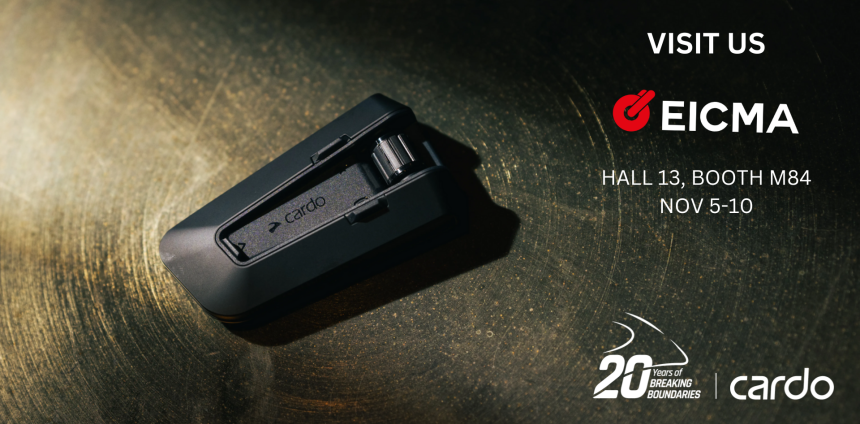 VISIT US
EICMA
HALL 13, BOOTH M84
NOV 5-10
cardo
20 Years of
BREAKING
BOUNDARIES
cardo